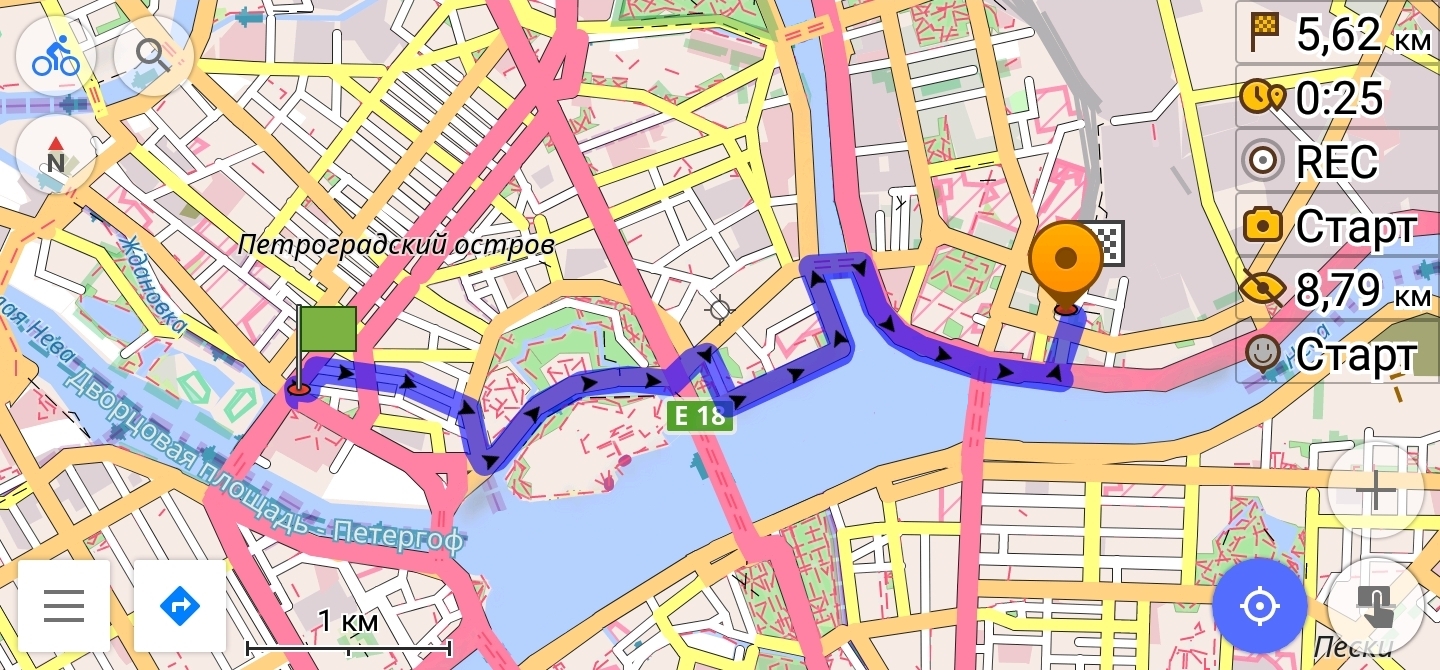 5,62 км
0:25
REC
Старт
8,79 км
Старт
N
Петроградский остров
Ждановка
лая Нева
Дворцовая площадь - Петергоф
E 18
1 км
Пески